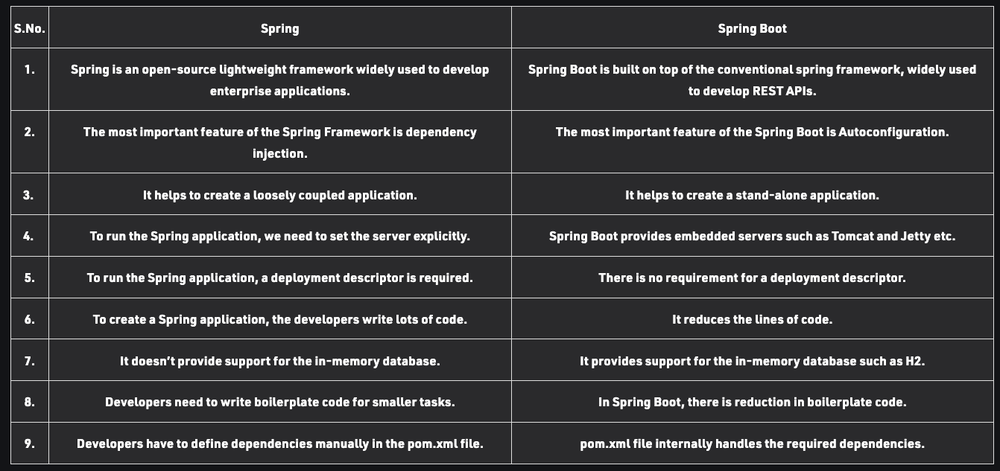 S.No.
Spring
Spring Boot
1.
Spring is an open-source lightweight framework widely used to develop
enterprise applications.
Spring Boot is built on top of the conventional spring framework, widely used
to develop REST APIs.
2.
The most important feature of the Spring Framework is dependency
injection.
The most important feature of the Spring Boot is Autoconfiguration.
3.
It helps to create a loosely coupled application.
It helps to create a stand-alone application.
4.
To run the Spring application, we need to set the server explicitly.
Spring Boot provides embedded servers such as Tomcat and Jetty etc.
5.
To run the Spring application, a deployment descriptor is required.
There is no requirement for a deployment descriptor.
6.
To create a Spring application, the developers write lots of code.
It reduces the lines of code.
7.
It doesn’t provide support for the in-memory database.
It provides support for the in-memory database such as H2.
8.
Developers need to write boilerplate code for smaller tasks.
In Spring Boot, there is reduction in boilerplate code.
9.
Developers have to define dependencies manually in the pom.xml file.
pom.xml file internally handles the required dependencies.